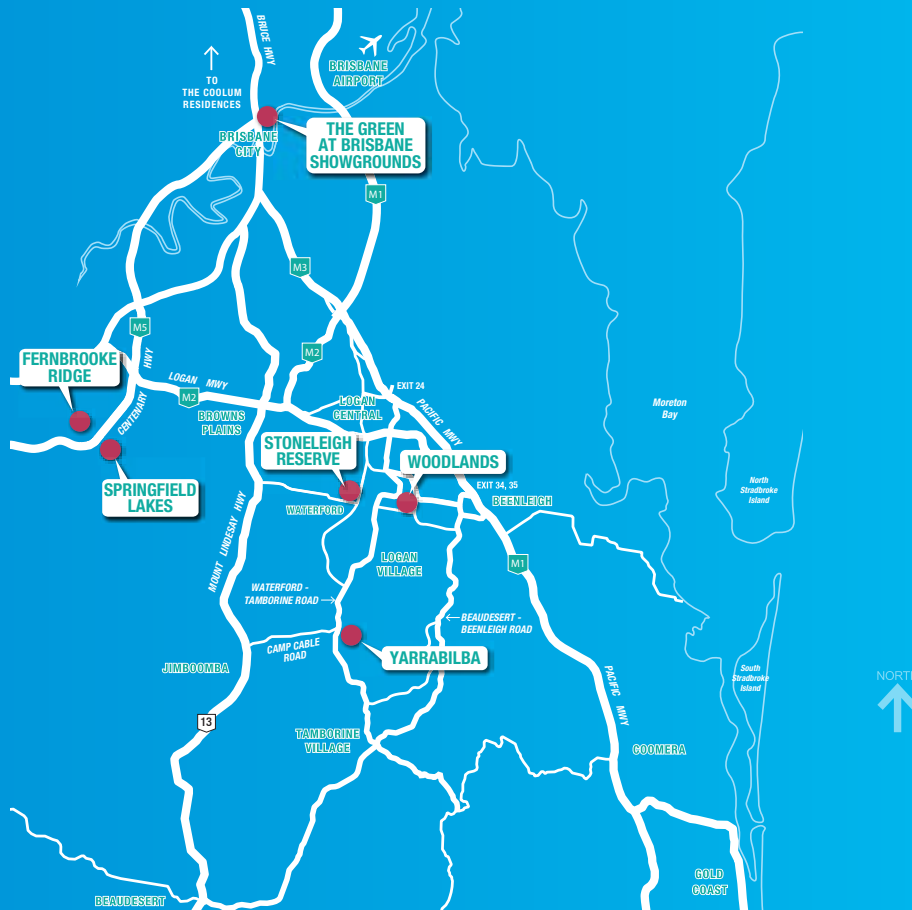 BRUCE HWY
BRISBANE
AIRPORT
TO
THE COOLUM
RESIDENCES
BRISBANE
CITY
THE GREEN
AT BRISBANE
SHOWGROUNDS
M1
M3
M5
M2
FERNBROOKE
RIDGE
HWY
CENTENARY
LOGAN MWY
M2
BROWNS
PLAINS
EXIT 24
LOGAN
CENTRAL
PACIFIC MWY
Moreton
Bay
STONELEIGH
RESERVE
WOODLANDS
SPRINGFIELD
LAKES
EXIT 34, 35
BEENLEIGH
North
Stradbroke
Island
WATERFORD
MOUNT LINDESAY HWY
LOGAN
VILLAGE
M1
WATERFORD -
TAMBORINE ROAD
BEAUDESERT -
BEENLEIGH ROAD
CAMP CABLE
ROAD
YARRABILBA
JIMBOOMBA
South
Stradbroke
Island
NORTH
PACIFIC MWY
13
TAMBORINE
VILLAGE
COOMERA
GOLD
COAST
BEAUDESERT